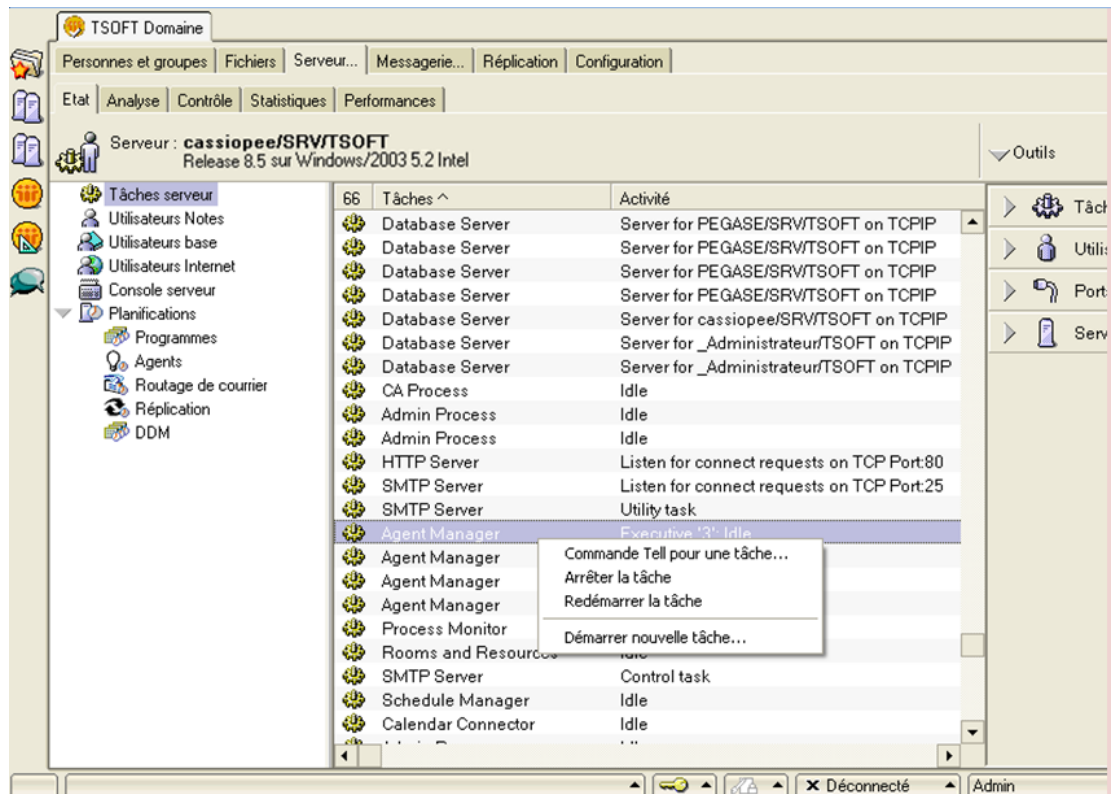 TSOFT Domaine
Personnes et groupes Fichiers Serveur... Messagerie... Réplication Configuration
Etat Analyse Contrôle Statistiques Performances
Serveur : cassiopee/SRV/TSOFT
Release 8.5 sur Windows/2003 5.2 Intel
Outils
Tâches serveur
Utilisateurs Notes
Utilisateurs base
Utilisateurs Internet
Console serveur
Planifications
Programmes
Agents
Routage de courrier
Réplication
DDM
66 Tâches Activité
Database Server Server for PEGASE/SRV/TSOFT on TCPIP
Database Server Server for PEGASE/SRV/TSOFT on TCPIP
Database Server Server for PEGASE/SRV/TSOFT on TCPIP
Database Server Server for PEGASE/SRV/TSOFT on TCPIP
Database Server Server for cassiopee/SRV/TSOFT on TCPIP
Database Server Server for _Administrateur/TSOFT on TCPIP
Database Server Server for _Administrateur/TSOFT on TCPIP
CA Process Idle
Admin Process Idle
Admin Process Idle
HTTP Server Listen for connect requests on TCP Port:80
SMTP Server Listen for connect requests on TCP Port:25
SMTP Server Utility task
Agent Manager Executive '3': Idle
Agent Manager
Agent Manager
Agent Manager
Process Monitor
Rooms and Resources Idle
SMTP Server Control task
Schedule Manager Idle
Calendar Connector Idle
Commande Tell pour une tâche...
Arrêter la tâche
Redémarrer la tâche
Démarrer nouvelle tâche...
Tâch
Utilis
Port
Serv
Déconnecté
Admin